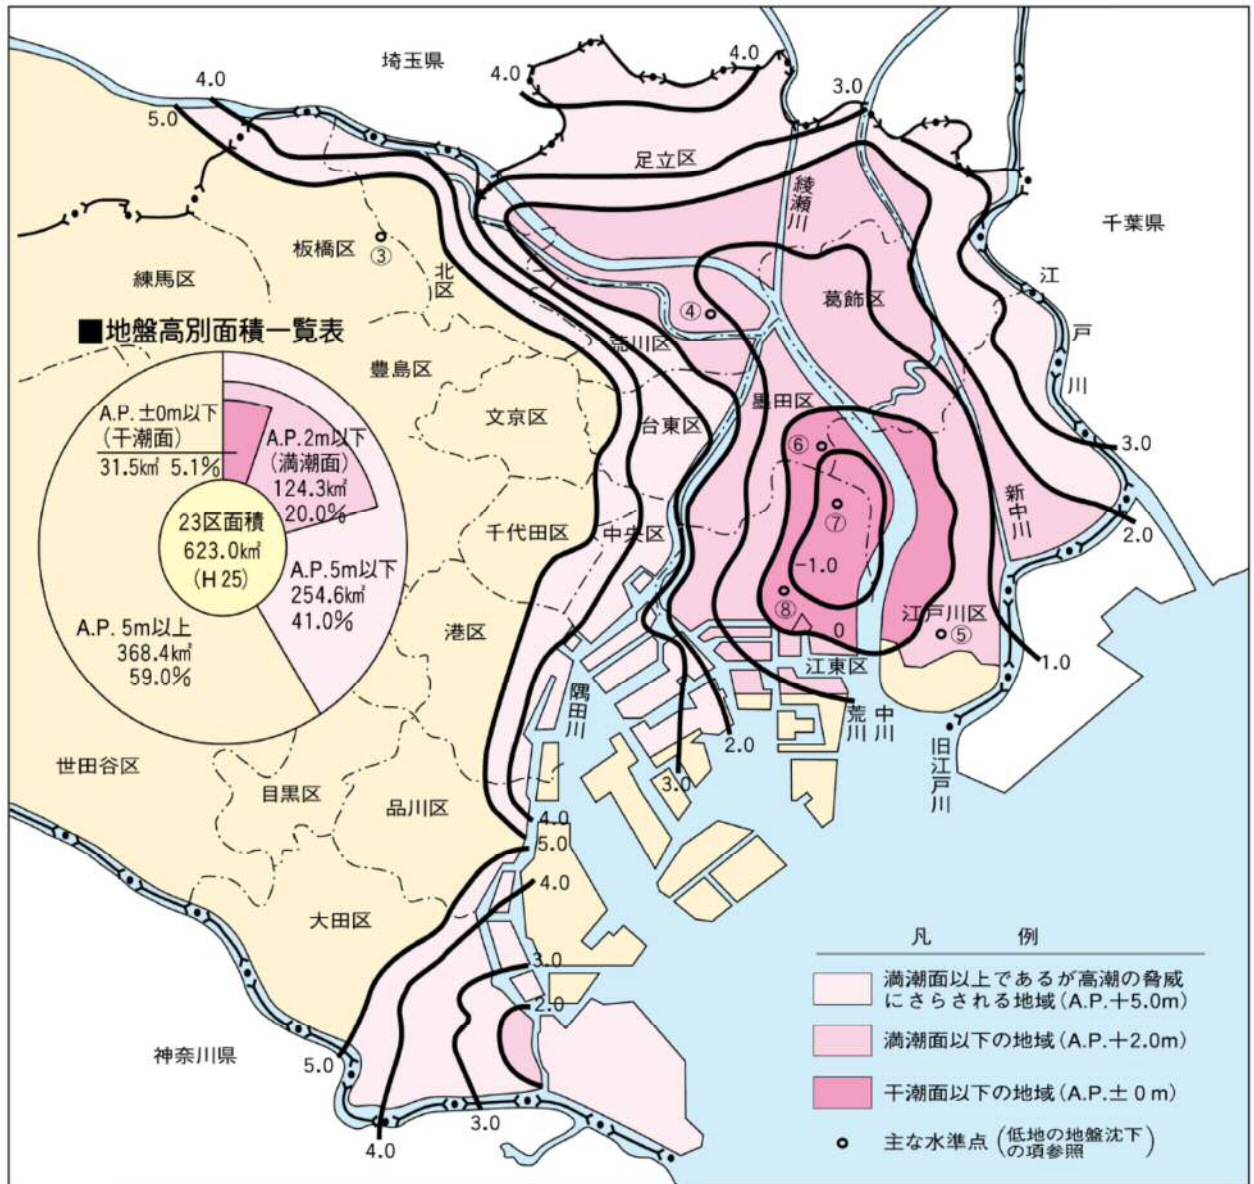 埼玉県
4.0
4.0
4.0
3.0
5.0
足立区
綾瀬川
千葉県
板橋区
③
北区
練馬区
江戸川
葛飾区
④
■地盤高別面積一覧表
荒川区
豊島区
文京区
台東区
墨田区
A.P.±0m以下
(干潮面)
31.5k㎡ 5.1%
A.P.2m以下
(満潮面)
124.3k㎡
20.0%
23区面積
623.0k㎡
(H25)
A.P.5m以下
254.6k㎡
41.0%
A.P. 5m以上
368.4k㎡
59.0%
⑥
3.0
⑦
新中川
千代田区
中央区
2.0
-1.0
⑧
江戸川区
⑤
港区
0
江東区
1.0
隅田川
荒川
中川
2.0
旧江戸川
3.0
世田谷区
目黒区
品川区
4.0
5.0
4.0
大田区
3.0
2.0
神奈川県
5.0
3.0
4.0
凡 例
満潮面以上であるが高潮の脅威
にさらされる地域(A.P.+5.0m)
満潮面以下の地域(A.P.+2.0m)
干潮面以下の地域(A.P.±0m)
主な水準点(低地の地盤沈下
の項参照)